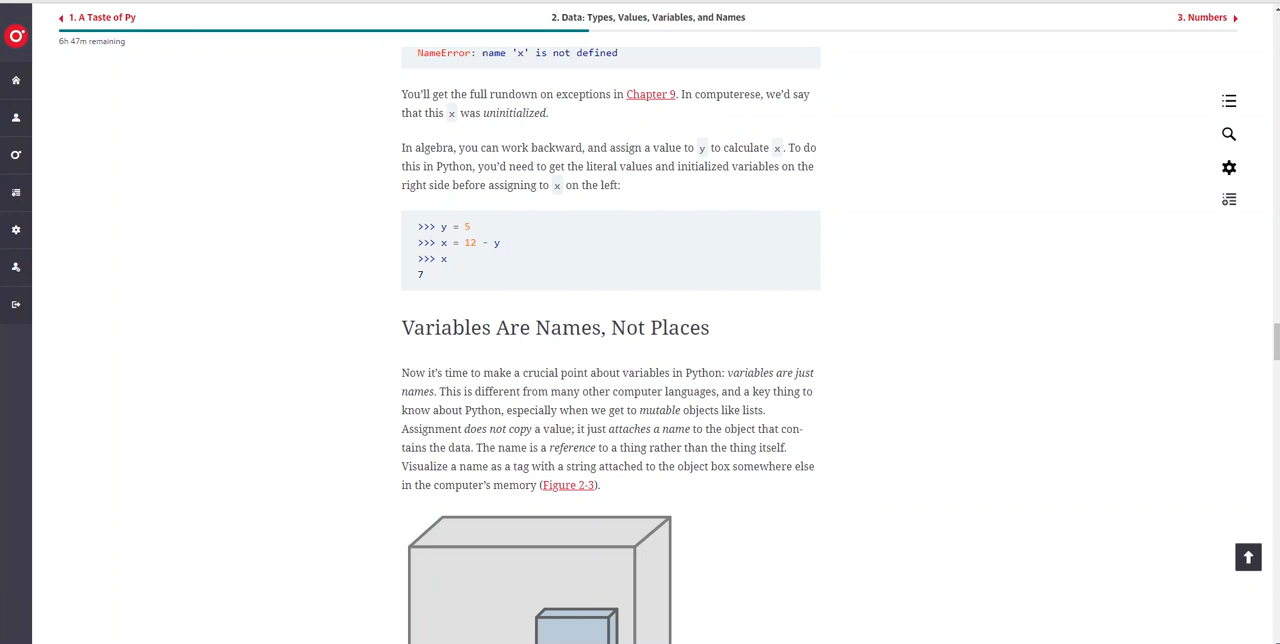 1. A Taste of Py
2. Data: Types, Values, Variables, and Names
3. Numbers
6h 47m remaining
NameError: name 'x' is not defined
You’ll get the full rundown on exceptions in Chapter 9. In computerese, we’d say
that this x was uninitialized.
In algebra, you can work backward, and assign a value to y to calculate x. To do
this in Python, you’d need to get the literal values and initialized variables on the
right side before assigning to x on the left:
>>> y = 5
>>> x = 12 - y
>>> x
7
Variables Are Names, Not Places
Now it’s time to make a crucial point about variables in Python: variables are just
names. This is different from many other computer languages, and a key thing to
know about Python, especially when we get to mutable objects like lists.
Assignment does not copy a value; it just attaches a name to the object that con-
tains the data. The name is a reference to a thing rather than the thing itself.
Visualize a name as a tag with a string attached to the object box somewhere else
in the computer’s memory (Figure 2-3).